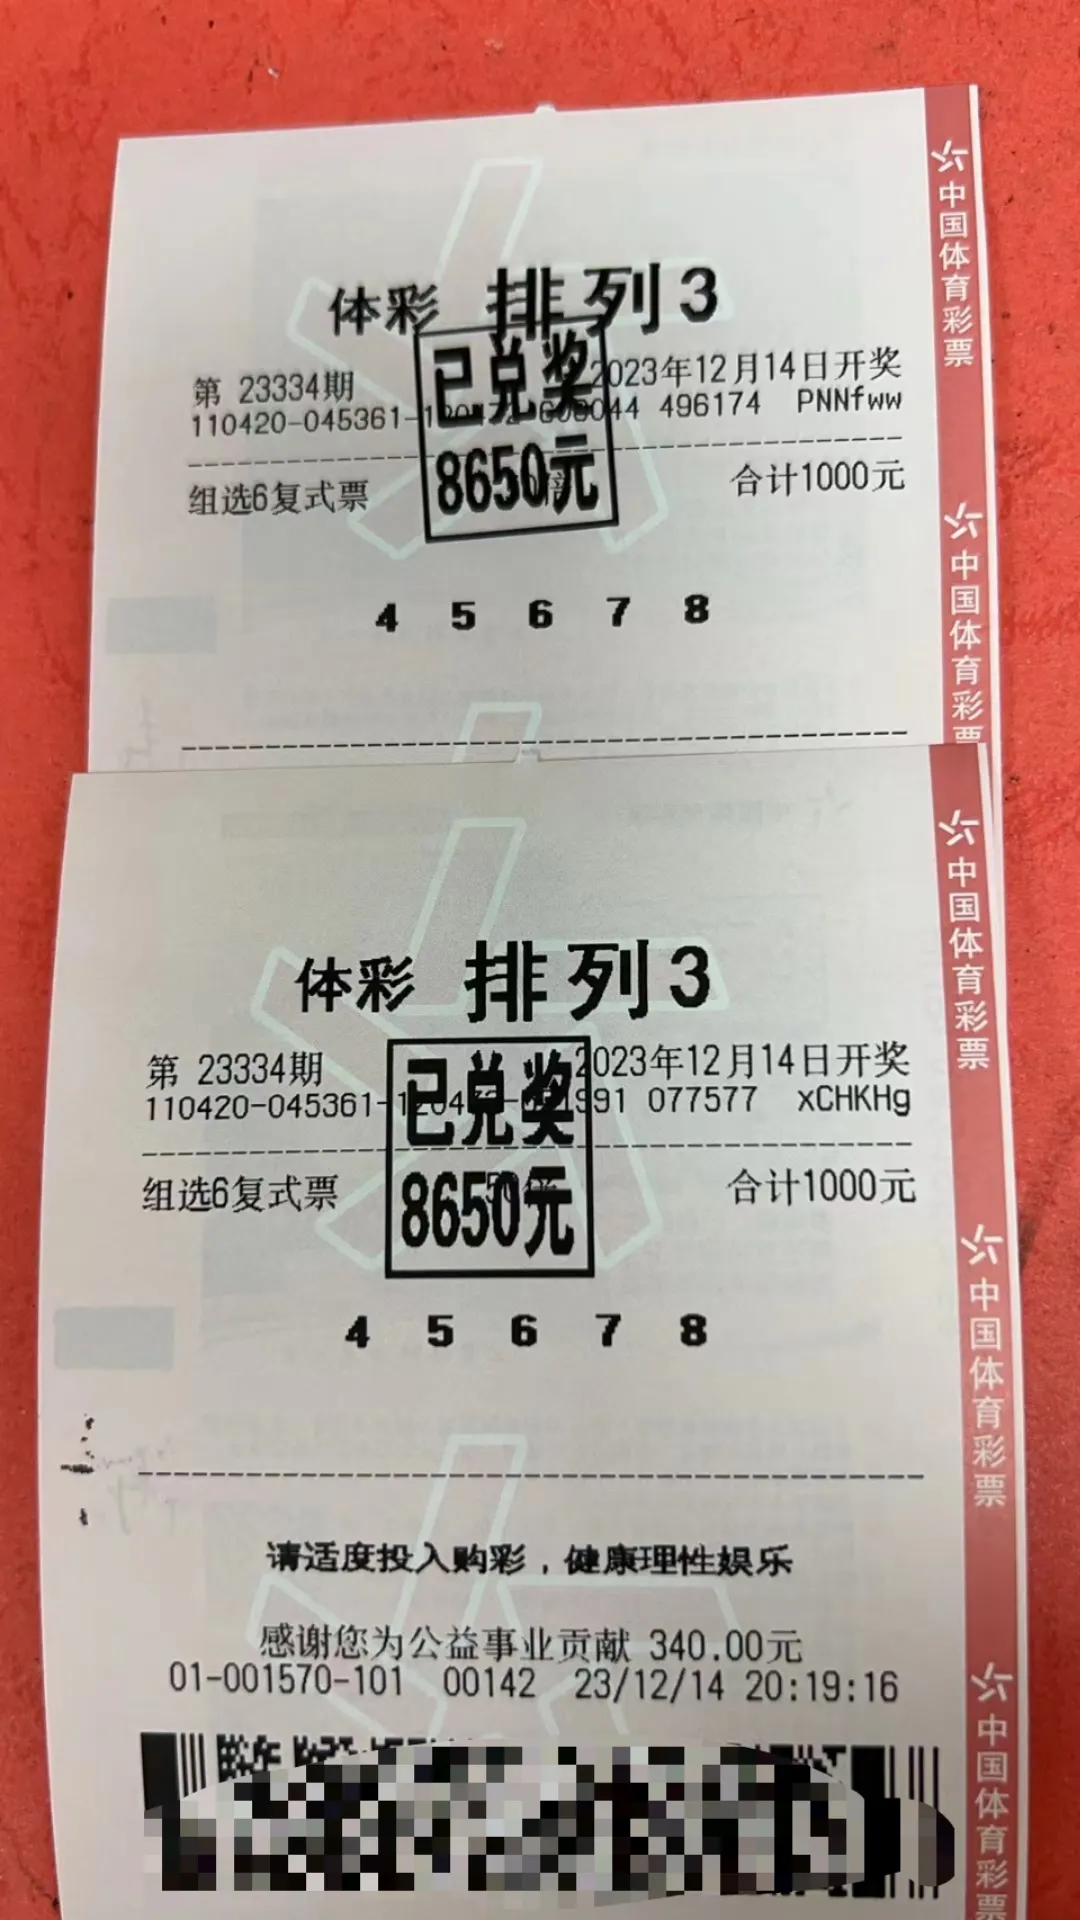 体彩 排列3
已兑奖
第 23334期 2023年12月14日开奖
110420-045361- 496174 PNNfww
8650元
组选6复式票 倍 合计1000元
4 5 6 7 8
体彩 排列3
已兑奖
第 23334期 2023年12月14日开奖
110420-045361- 077577 xCHKHg
8650元
组选6复式票 50倍 合计1000元
4 5 6 7 8
请适度投入购彩，健康理性娱乐
感谢您为公益事业贡献 340.00元
01-001570-101 00142 23/12/14 20:19:16
中国体育彩票
中国体育彩票
中国体育彩票
中国体育彩票
中国体育彩票